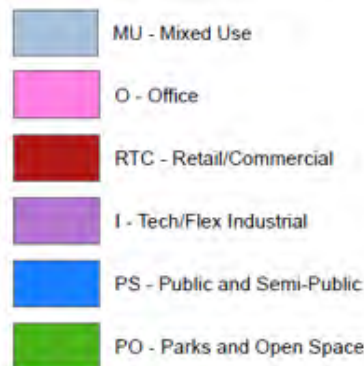 MU - Mixed Use
O - Office
RTC - Retail/Commercial
I - Tech/Flex Industrial
PS - Public and Semi-Public
PO - Parks and Open Space